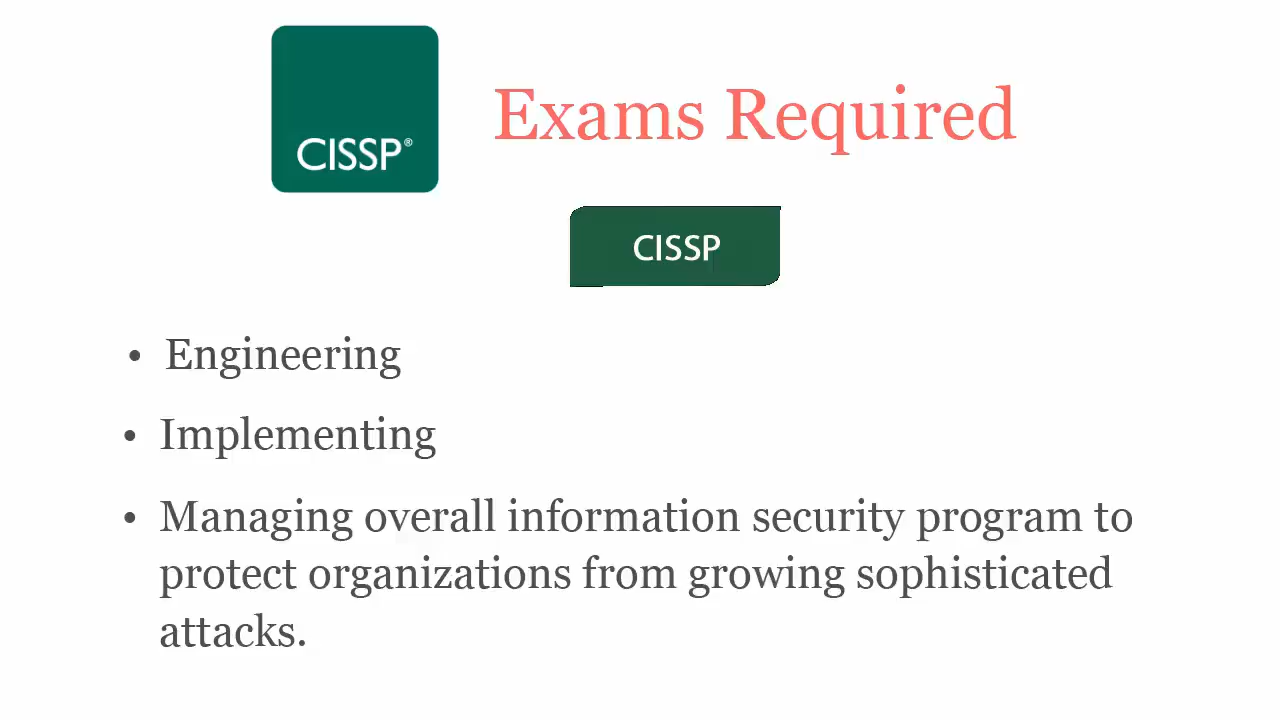 CISSP®
Exams Required
CISSP
• Engineering
• Implementing
• Managing overall information security program to
protect organizations from growing sophisticated
attacks.